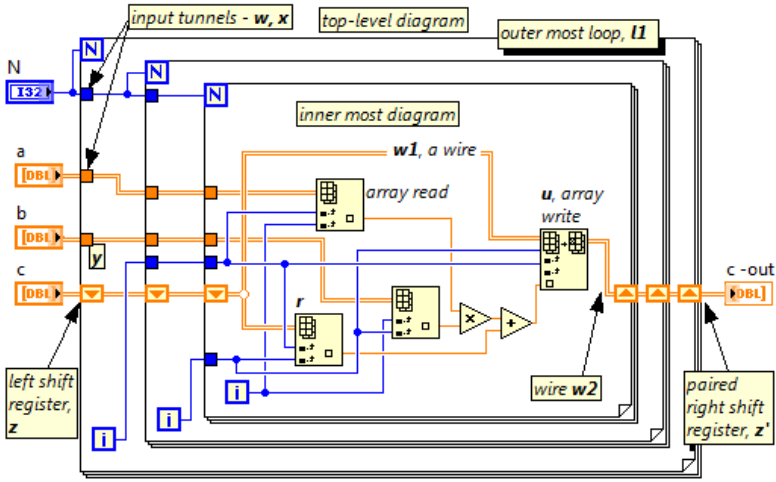 input tunnels - w, x
top-level diagram
outer most loop, l1
N
N
N
I32
N
inner most diagram
w1, a wire
a
[DBL]
array read
u, array
write
b
[DBL]
y
c
[DBL]
c -out
DBL]
r
x
+
left shift
register,
z
i
i
i
wire w2
paired
right shift
register, z'